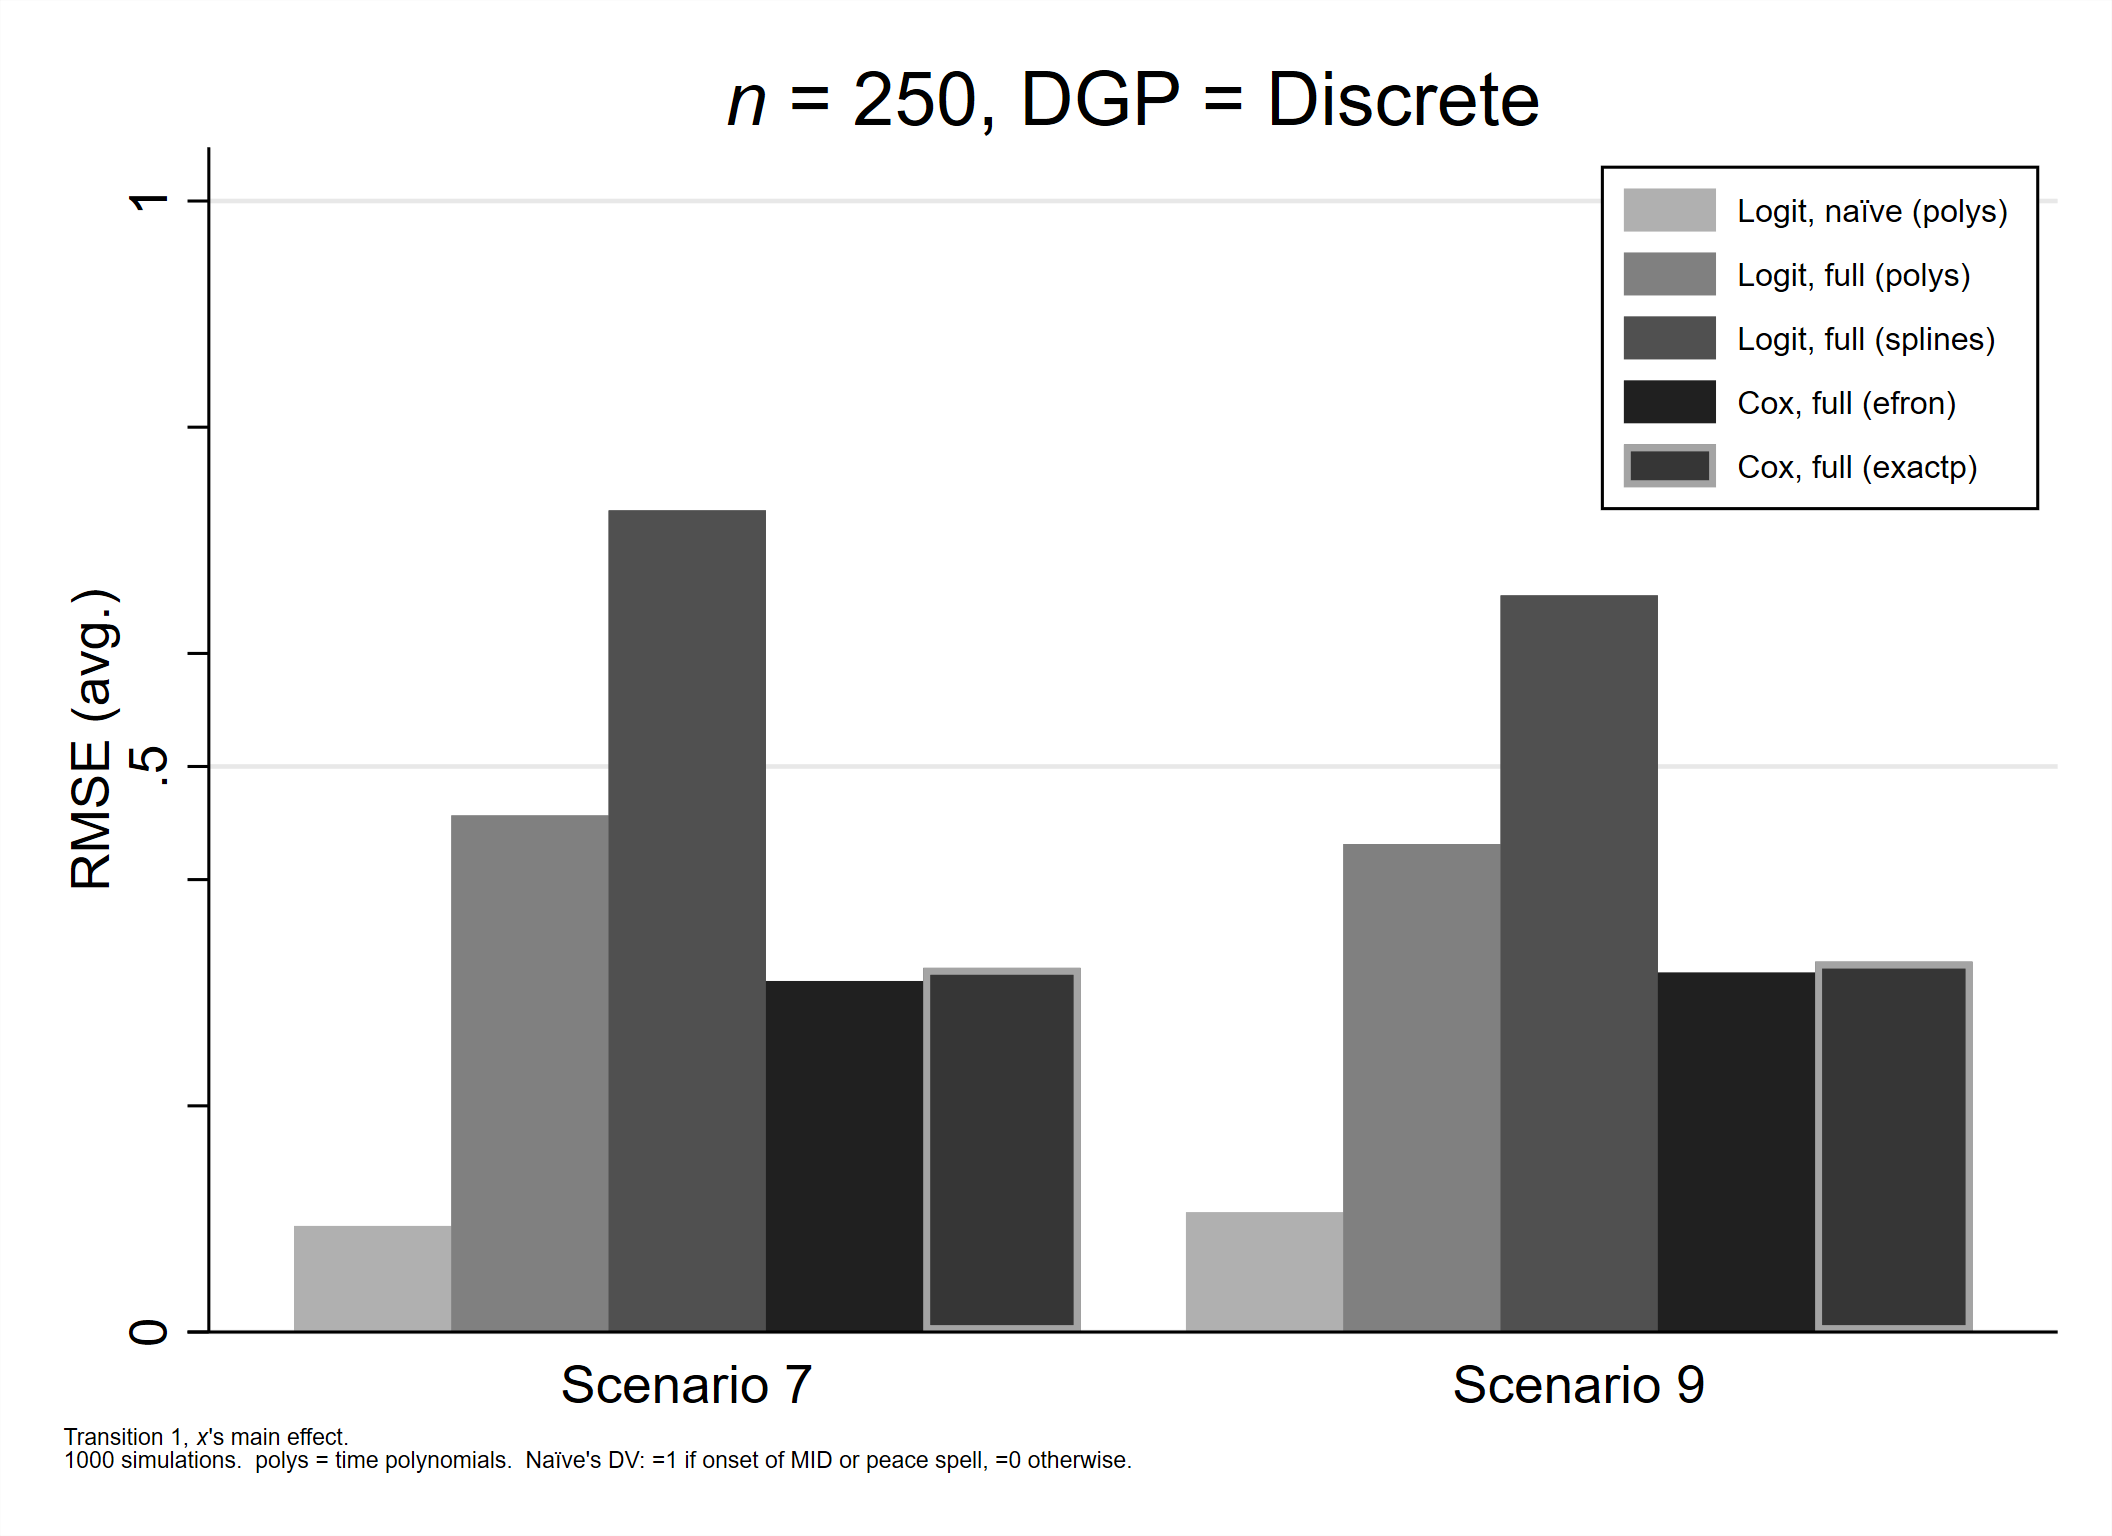 n = 250, DGP = Discrete
Logit, naïve (polys)
Logit, full (polys)
Logit, full (splines)
Cox, full (efron)
Cox, full (exactp)
RMSE (avg.)
1
.5
0
Scenario 7
Scenario 9
Transition 1, x's main effect.
1000 simulations.  polys = time polynomials.  Naïve's DV: =1 if onset of MID or peace spell, =0 otherwise.